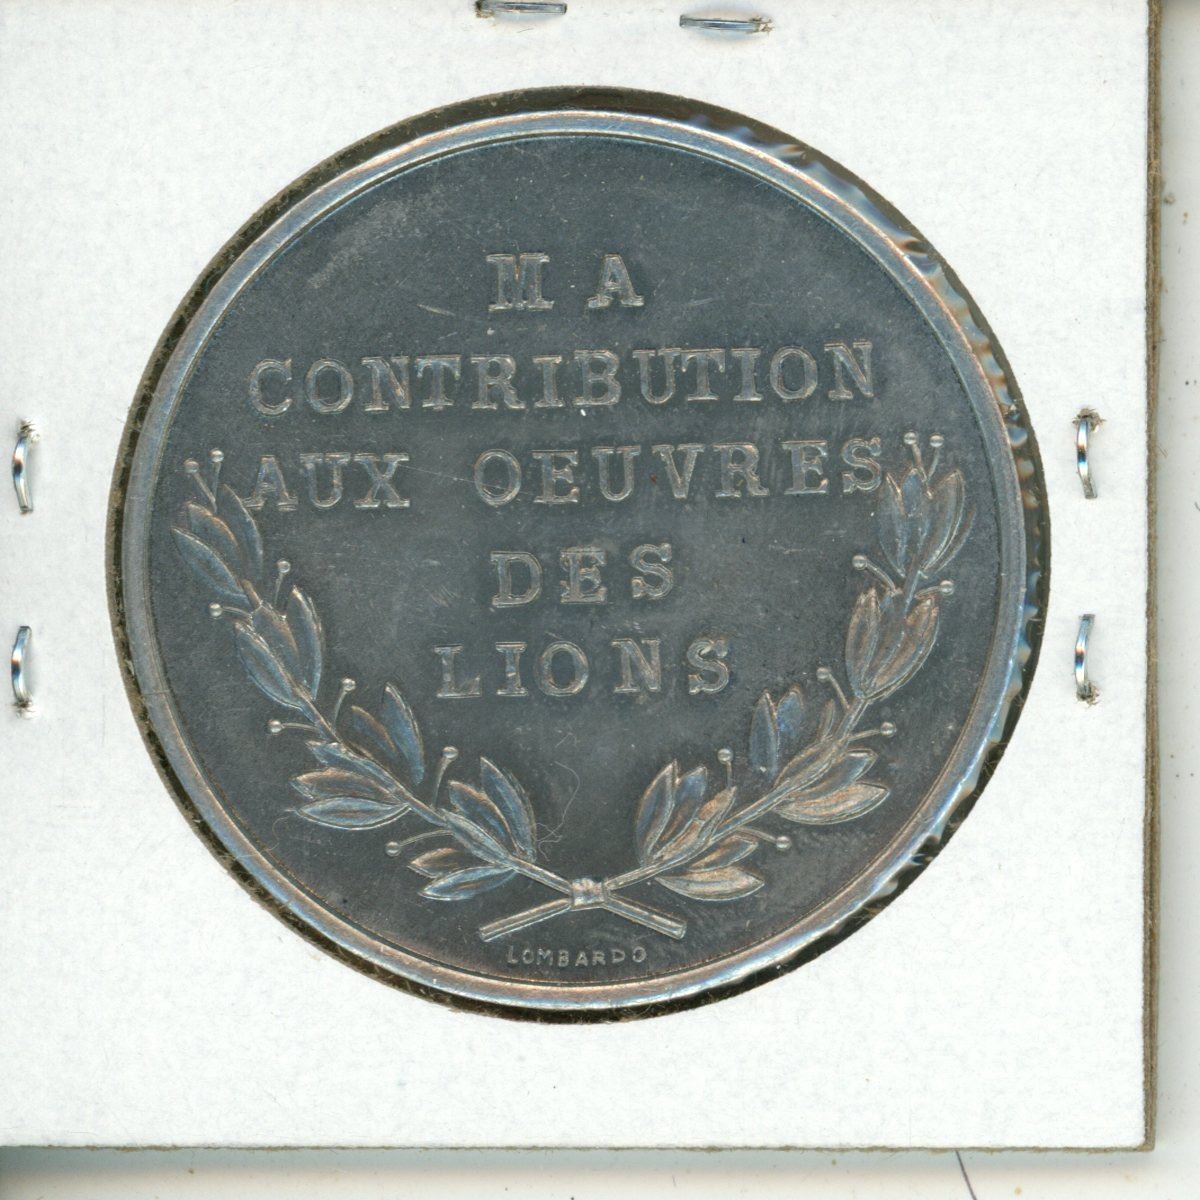 MA
CONTRIBUTION
AUX OEUVRES
DES
LIONS
LOMBARDO